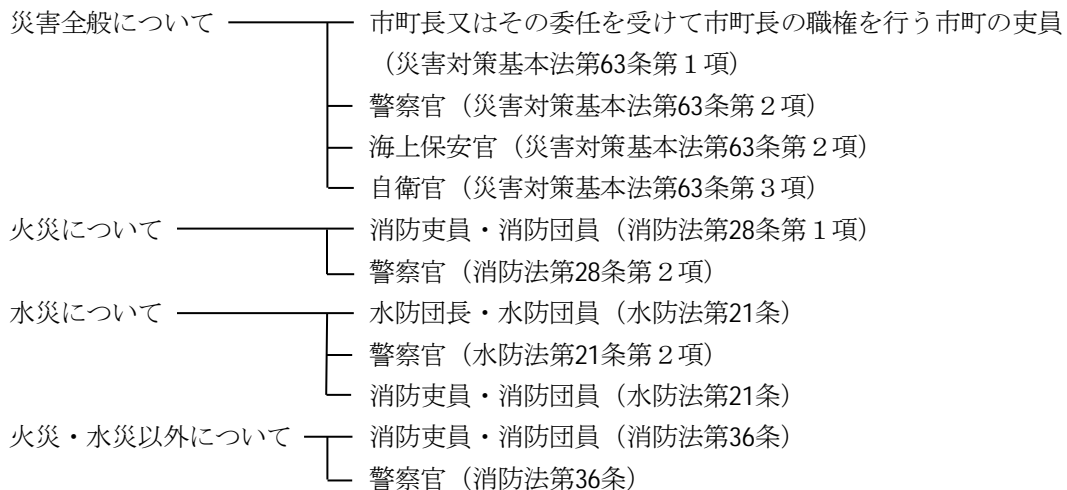 災害全般について 市町長又はその委任を受けて市町長の職権を行う市町の吏員
（災害対策基本法第63条第１項）
警察官（災害対策基本法第63条第２項）
海上保安官（災害対策基本法第63条第２項）
自衛官（災害対策基本法第63条第３項）
火災について 消防吏員・消防団員（消防法第28条第１項）
警察官（消防法第28条第２項）
水災について 水防団長・水防団員（水防法第21条）
警察官（水防法第21条第２項）
消防吏員・消防団員（水防法第21条）
火災・水災以外について 消防吏員・消防団員（消防法第36条）
警察官（消防法第36条）